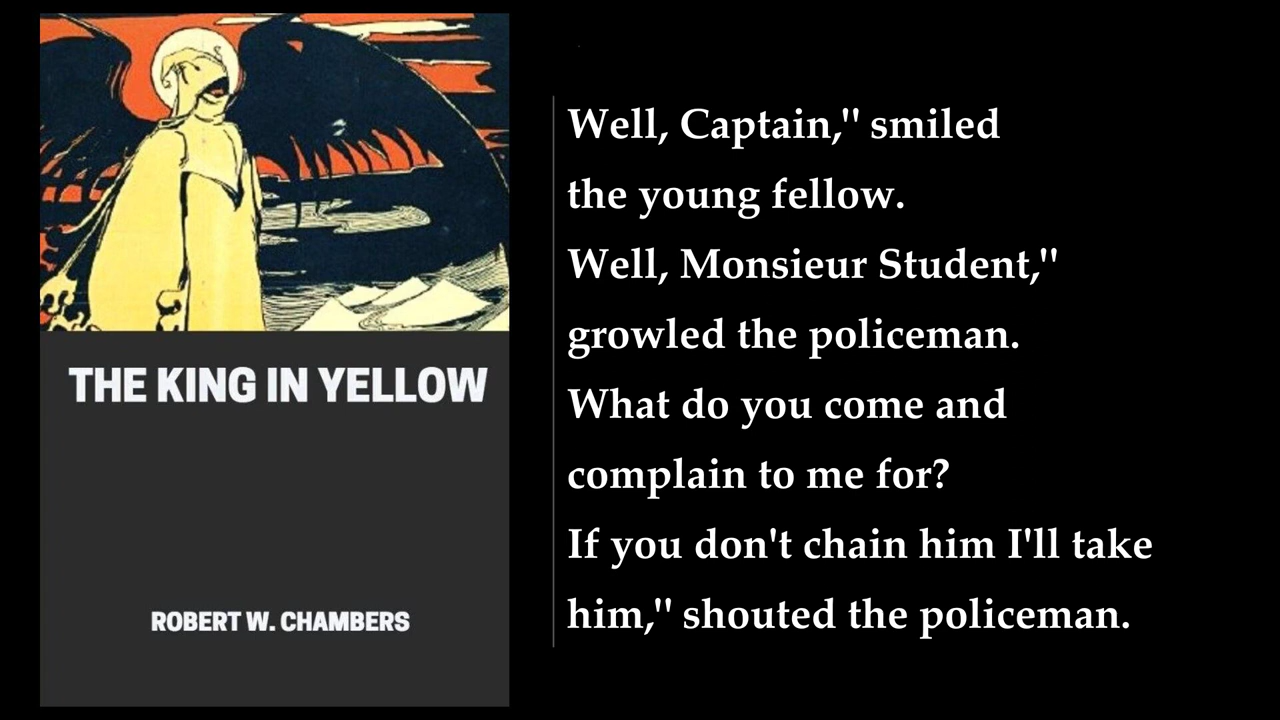 THE KING IN YELLOW
ROBERT W. CHAMBERS
Well, Captain," smiled
the young fellow.
Well, Monsieur Student,"
growled the policeman.
What do you come and
complain to me for?
If you don't chain him I'll take
him," shouted the policeman.